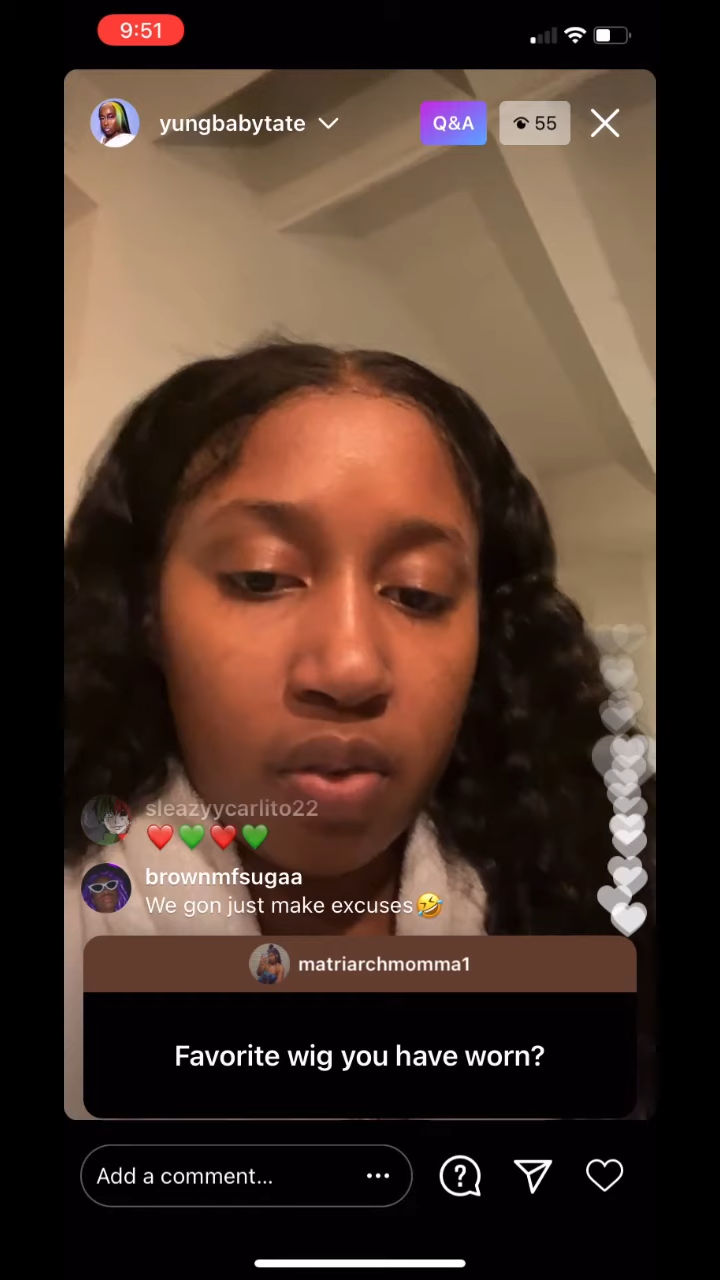 9:51
yungbabytate
Q&A
55
sleazyycarlito22
brownmfsugaa
We gon just make excuses🤣
matriarchmomma1
Favorite wig you have worn?
Add a comment...